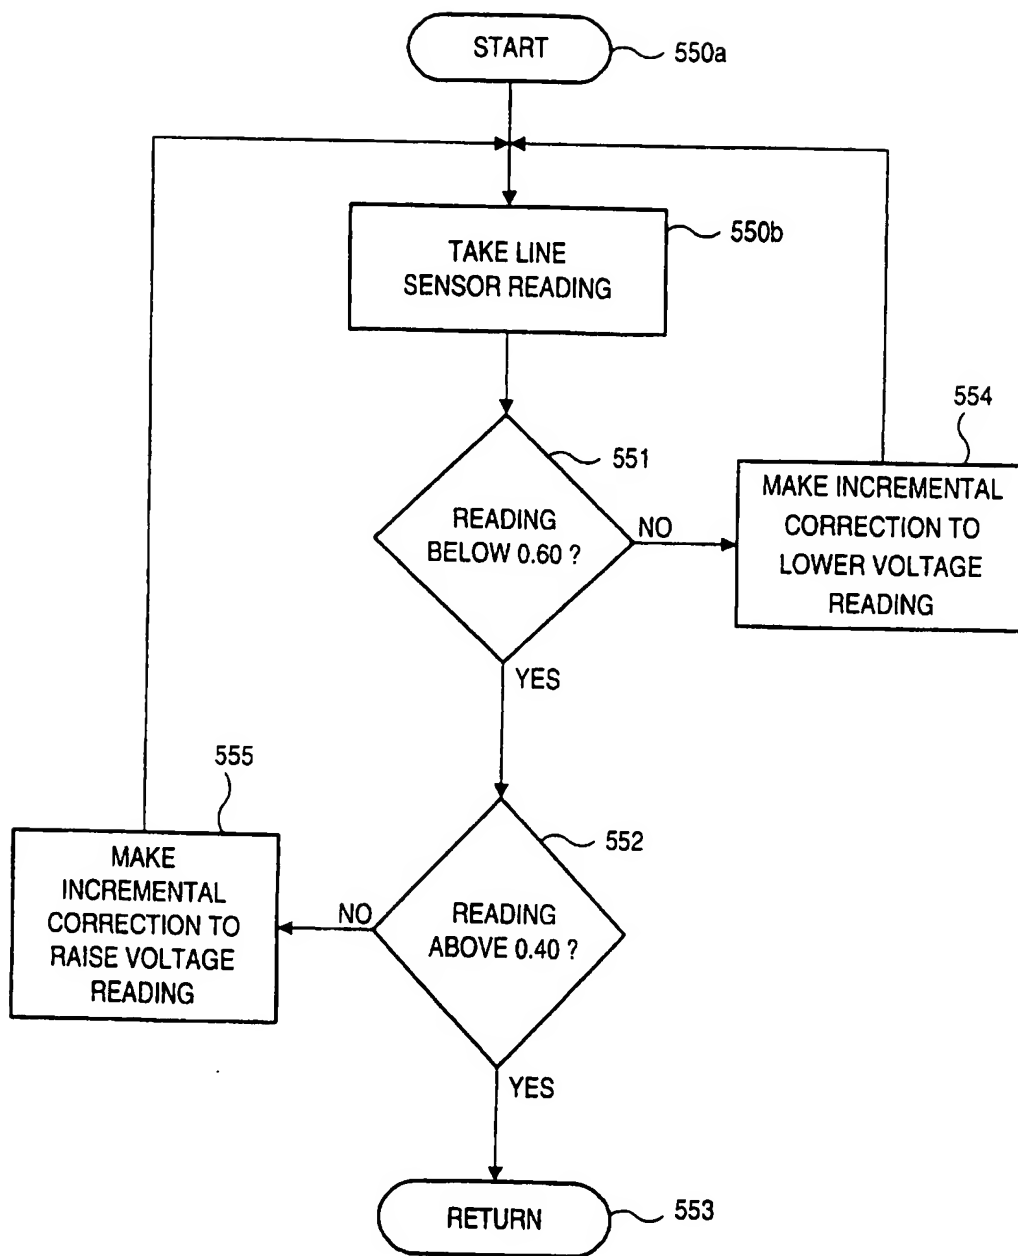 START
550a
TAKE LINE
SENSOR READING
550b
551
READING
BELOW 0.60 ?
NO
YES
554
MAKE INCREMENTAL
CORRECTION TO
LOWER VOLTAGE
READING
555
MAKE
INCREMENTAL
CORRECTION TO
RAISE VOLTAGE
READING
552
READING
ABOVE 0.40 ?
NO
YES
RETURN
553